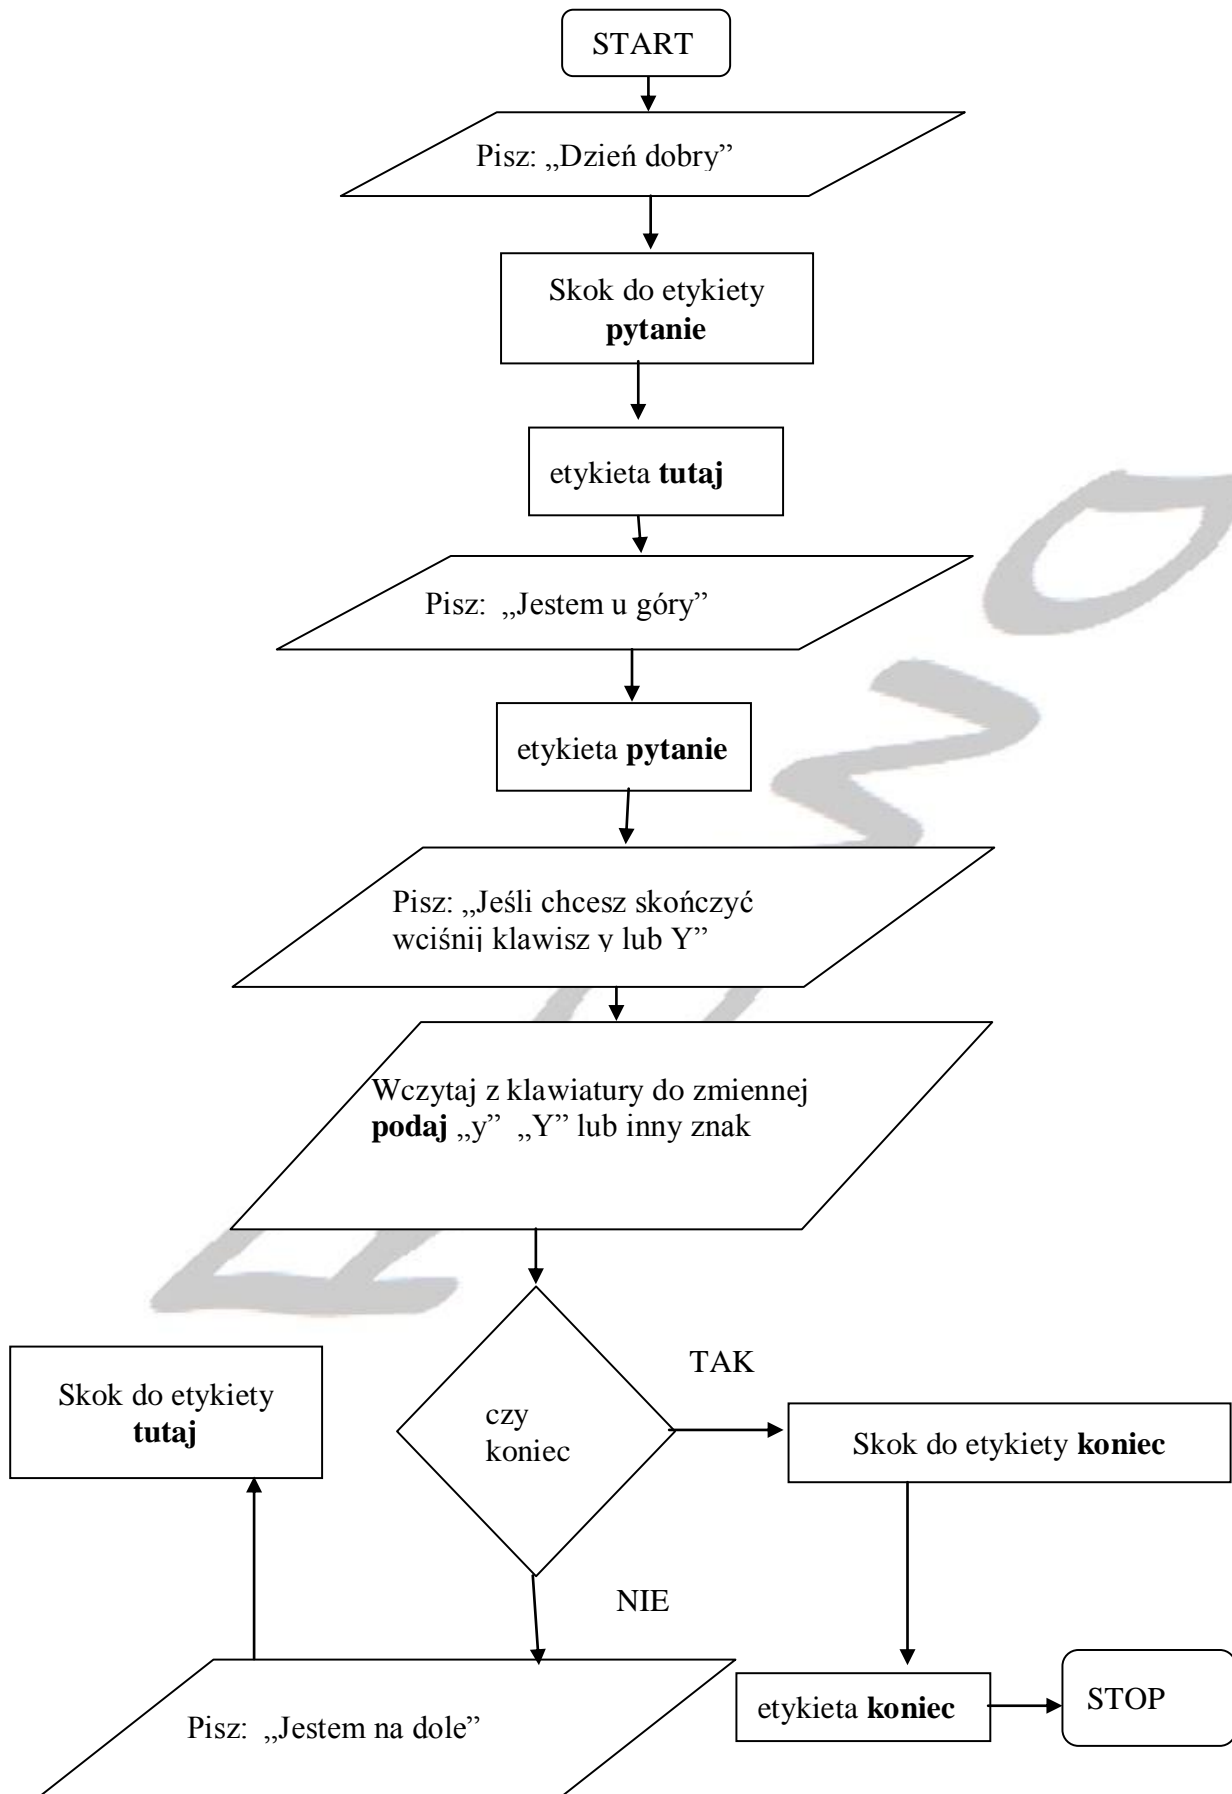 START
Pisz: „Dzień dobry”
Skok do etykiety
pytanie
etykieta tutaj
Pisz: „Jestem u góry”
etykieta pytanie
Pisz: „Jeśli chcesz skończyć
wciśnij klawisz y lub Y”
Wczytaj z klawiatury do zmiennej
podaj „y” „Y” lub inny znak
czy
koniec
TAK
Skok do etykiety koniec
Skok do etykiety
tutaj
NIE
Pisz: „Jestem na dole”
etykieta koniec
STOP